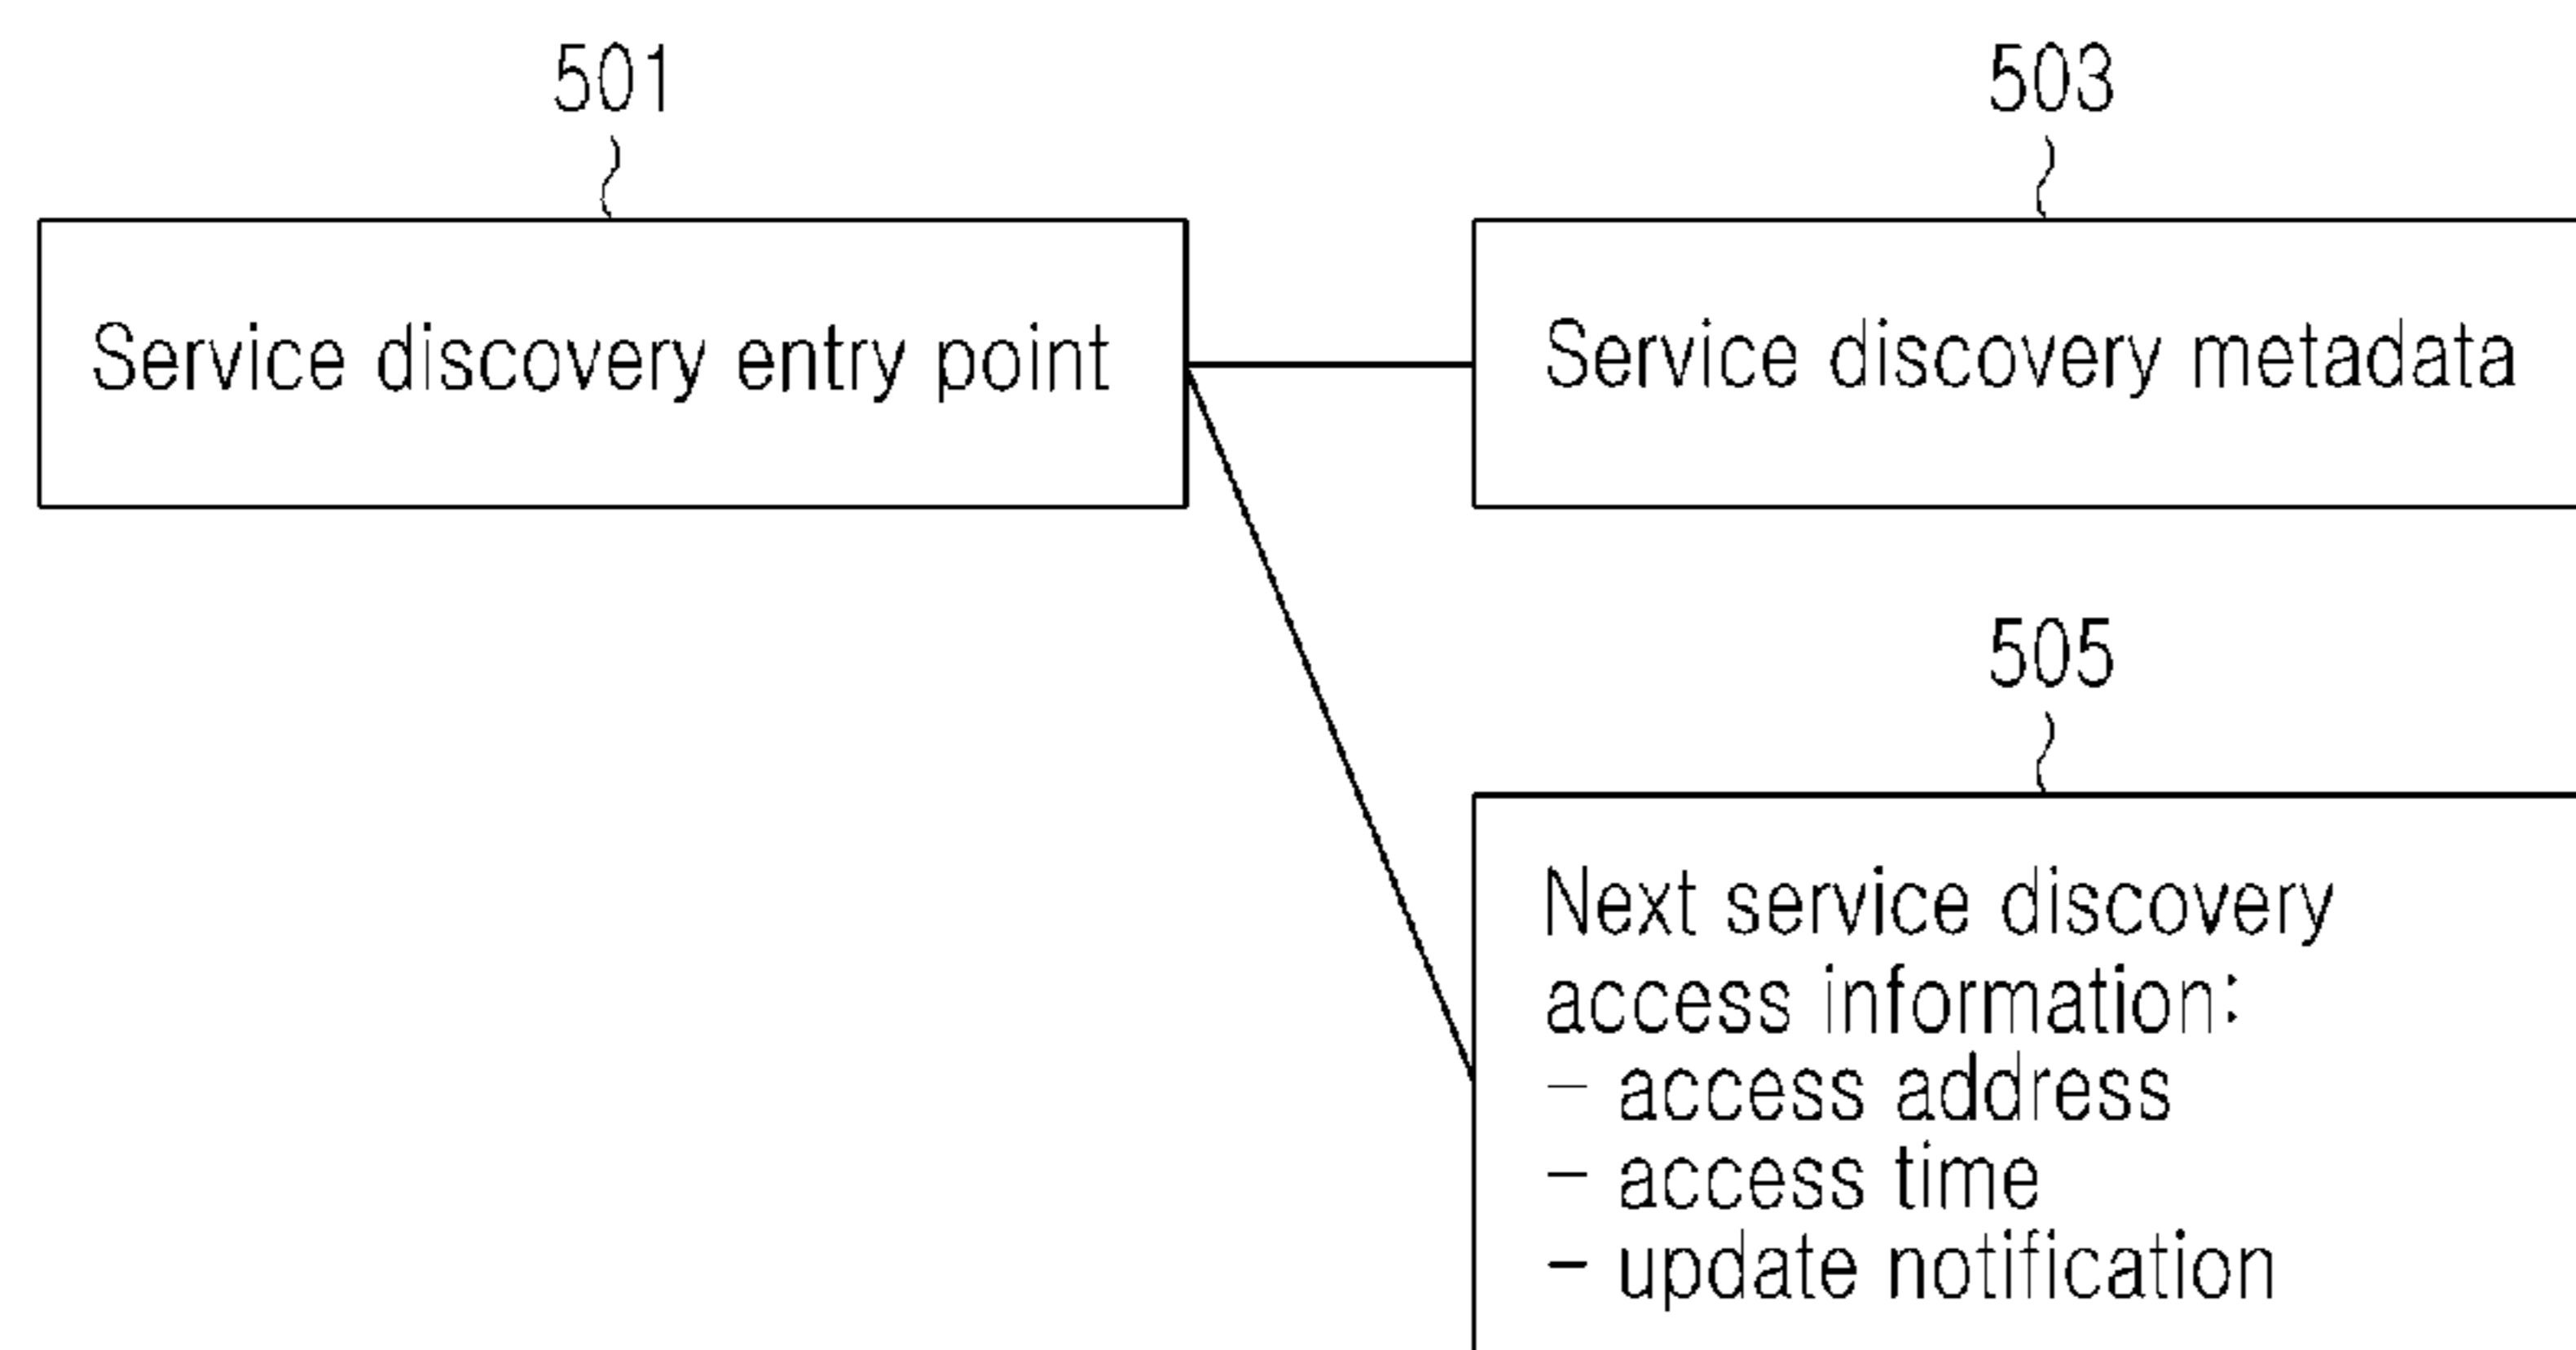 501
503
Service discovery entry point
Service discovery metadata
505
Next service discovery
access information:
– access address
– access time
– update notification